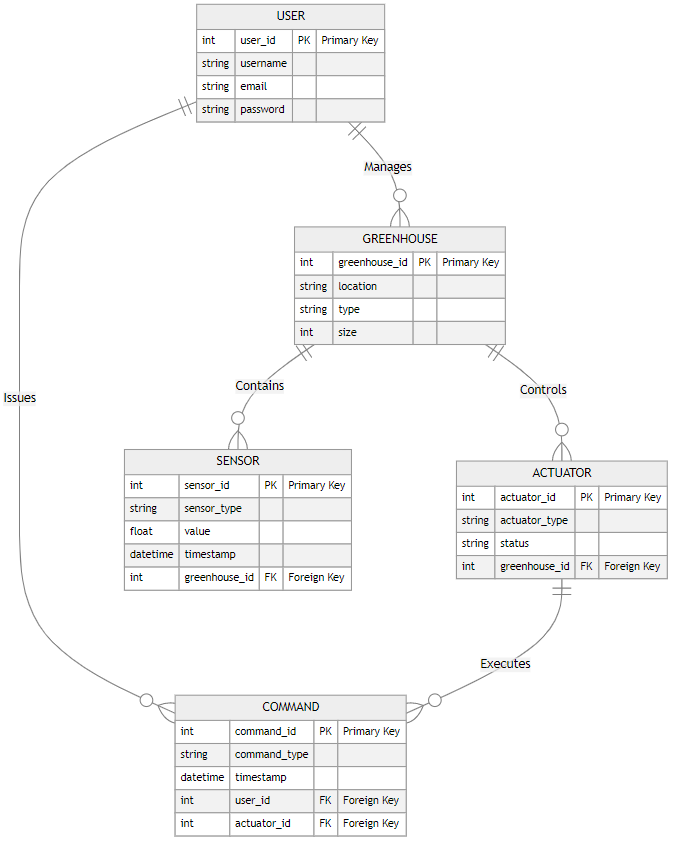 USER
int user_id PK Primary Key
string username
string email
string password
Manages
GREENHOUSE
int greenhouse_id PK Primary Key
string location
string type
int size
Contains
Controls
Issues
SENSOR
int sensor_id PK Primary Key
string sensor_type
float value
datetime timestamp
int greenhouse_id FK Foreign Key
ACTUATOR
int actuator_id PK Primary Key
string actuator_type
string status
int greenhouse_id FK Foreign Key
Executes
COMMAND
int command_id PK Primary Key
string command_type
datetime timestamp
int user_id FK Foreign Key
int actuator_id FK Foreign Key